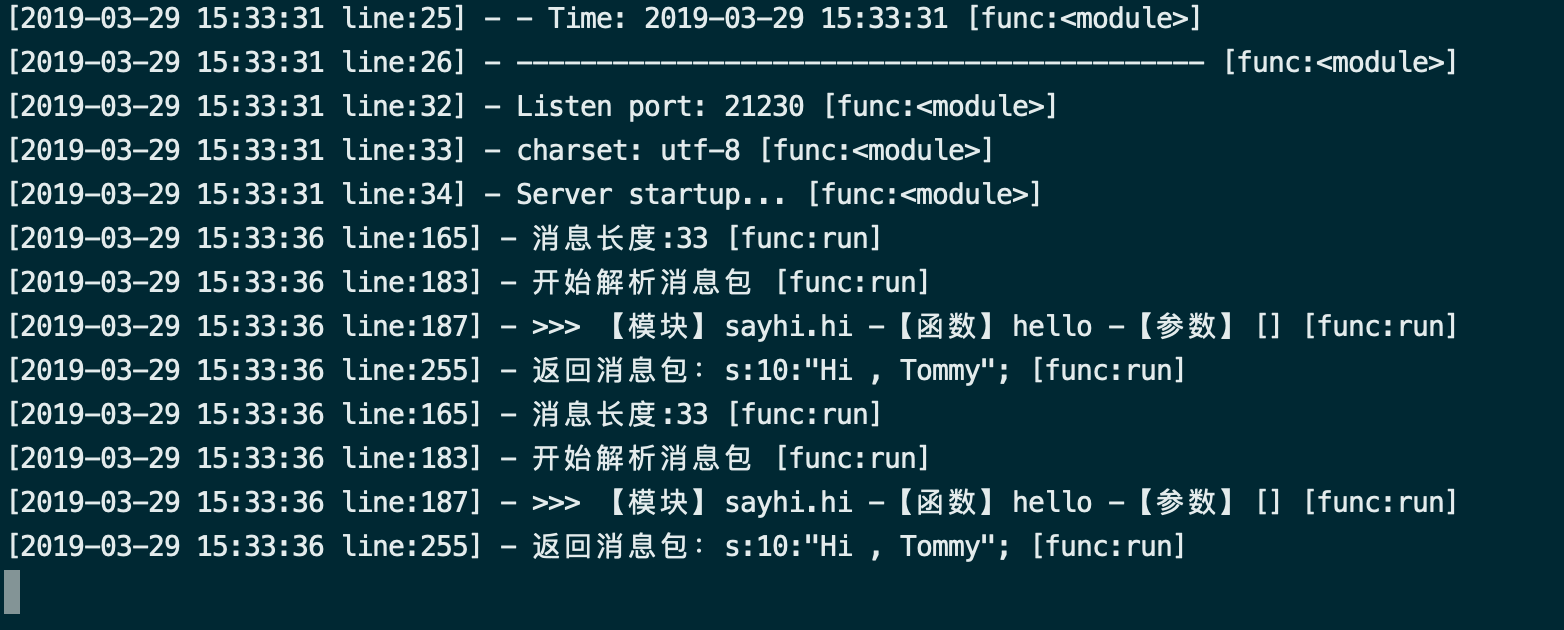 [2019-03-29 15:33:31 line:25] - - Time: 2019-03-29 15:33:31 [func:<module>]
[2019-03-29 15:33:31 line:26] - ------------------------------------------- [func:<module>]
[2019-03-29 15:33:31 line:32] - Listen port: 21230 [func:<module>]
[2019-03-29 15:33:31 line:33] - charset: utf-8 [func:<module>]
[2019-03-29 15:33:31 line:34] - Server startup... [func:<module>]
[2019-03-29 15:33:36 line:165] - 消息长度:33 [func:run]
[2019-03-29 15:33:36 line:183] - 开始解析消息包 [func:run]
[2019-03-29 15:33:36 line:187] - >>> 【模块】sayhi.hi -【函数】hello -【参数】[] [func:run]
[2019-03-29 15:33:36 line:255] - 返回消息包：s:10:"Hi , Tommy"; [func:run]
[2019-03-29 15:33:36 line:165] - 消息长度:33 [func:run]
[2019-03-29 15:33:36 line:183] - 开始解析消息包 [func:run]
[2019-03-29 15:33:36 line:187] - >>> 【模块】sayhi.hi -【函数】hello -【参数】[] [func:run]
[2019-03-29 15:33:36 line:255] - 返回消息包：s:10:"Hi , Tommy"; [func:run]